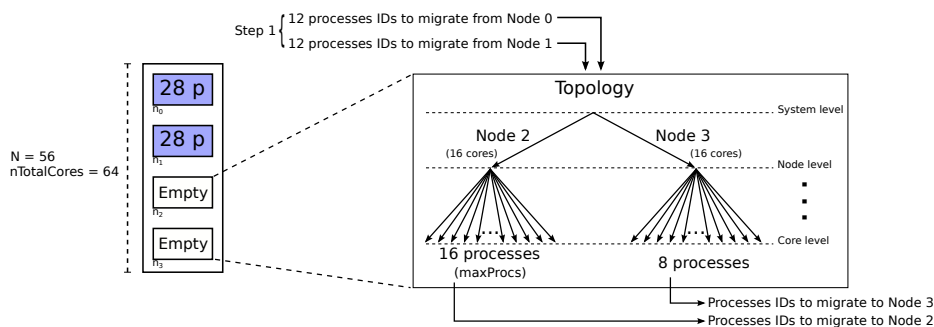 12 processes IDs to migrate from Node 0
Step 1
12 processes IDs to migrate from Node 1
28 p
n0
28 p
n1
N = 56
nTotalCores = 64
Empty
n2
Empty
n3
Topology
System level
Node 2
Node 3
(16 cores)
(16 cores)
Node level
...
...
Core level
16 processes
(maxProcs)
8 processes
Processes IDs to migrate to Node 3
Processes IDs to migrate to Node 2